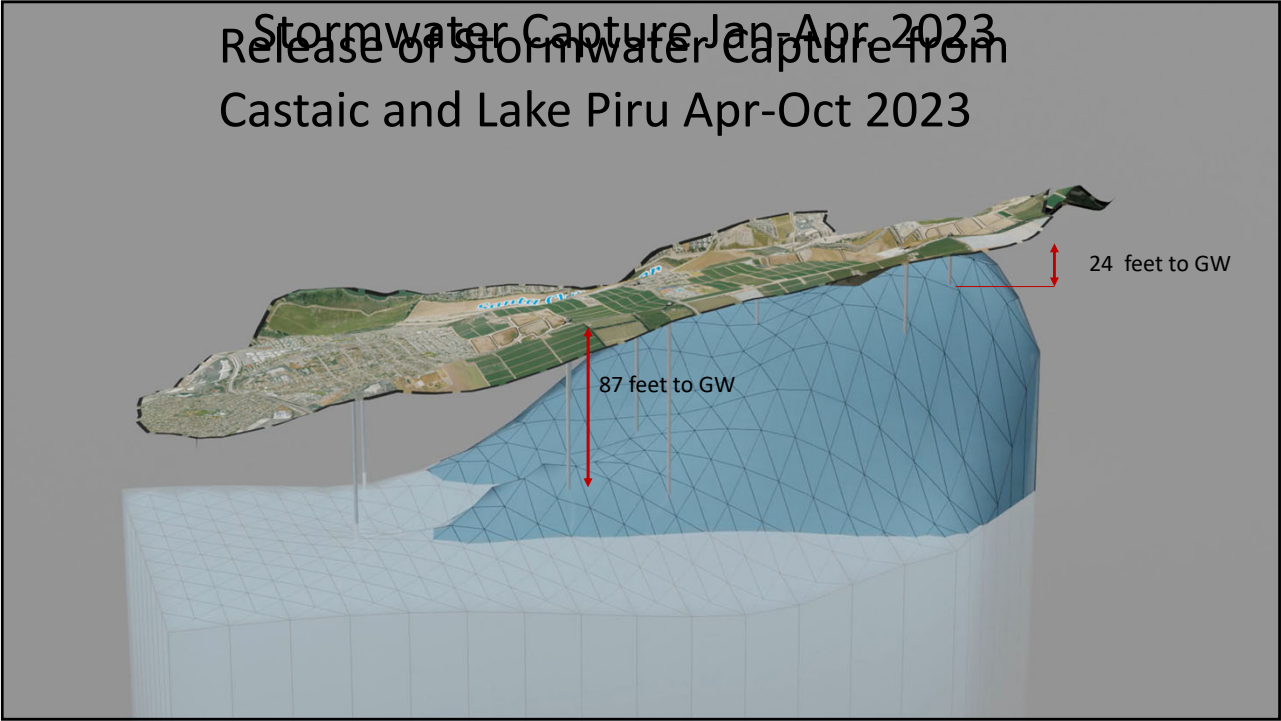 Stormwater Capture Jan-Apr, 2023
Release of Stormwater Capture from
Castaic and Lake Piru Apr-Oct 2023
24 feet to GW
87 feet to GW
Santa